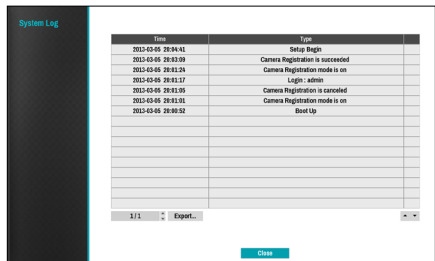 System Log
Time Type
2013-03-05 20:04:41 Setup Begin
2013-03-05 20:03:09 Camera Registration is succeeded
2013-03-05 20:01:24 Camera Registration mode is on
2013-03-05 20:01:17 Login : admin
2013-03-05 20:01:05 Camera Registration is canceled
2013-03-05 20:01:01 Camera Registration mode is on
2013-03-05 20:00:52 Boot Up
1 / 1 Export...
Close